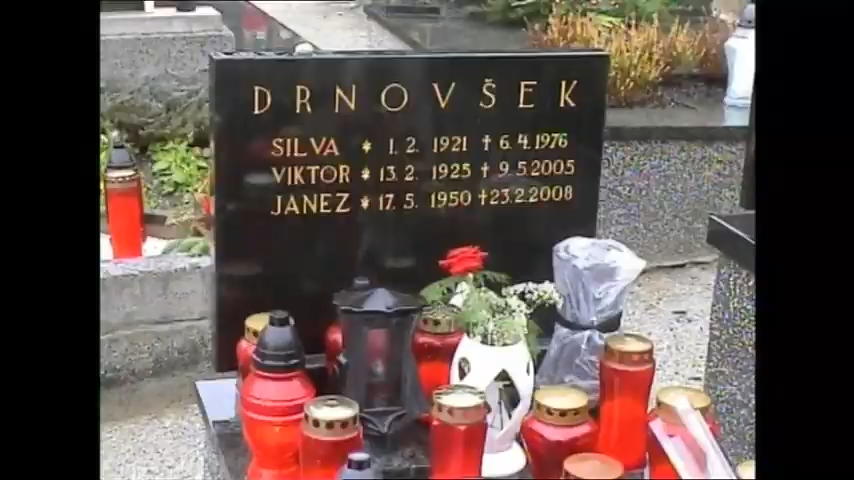 DRNOVŠEK
SILVA * 1. 2. 1921 † 6. 4. 1976
VIKTOR * 13. 2. 1925 † 9. 5. 2005
JANEZ * 17. 5. 1950 † 23. 2. 2008